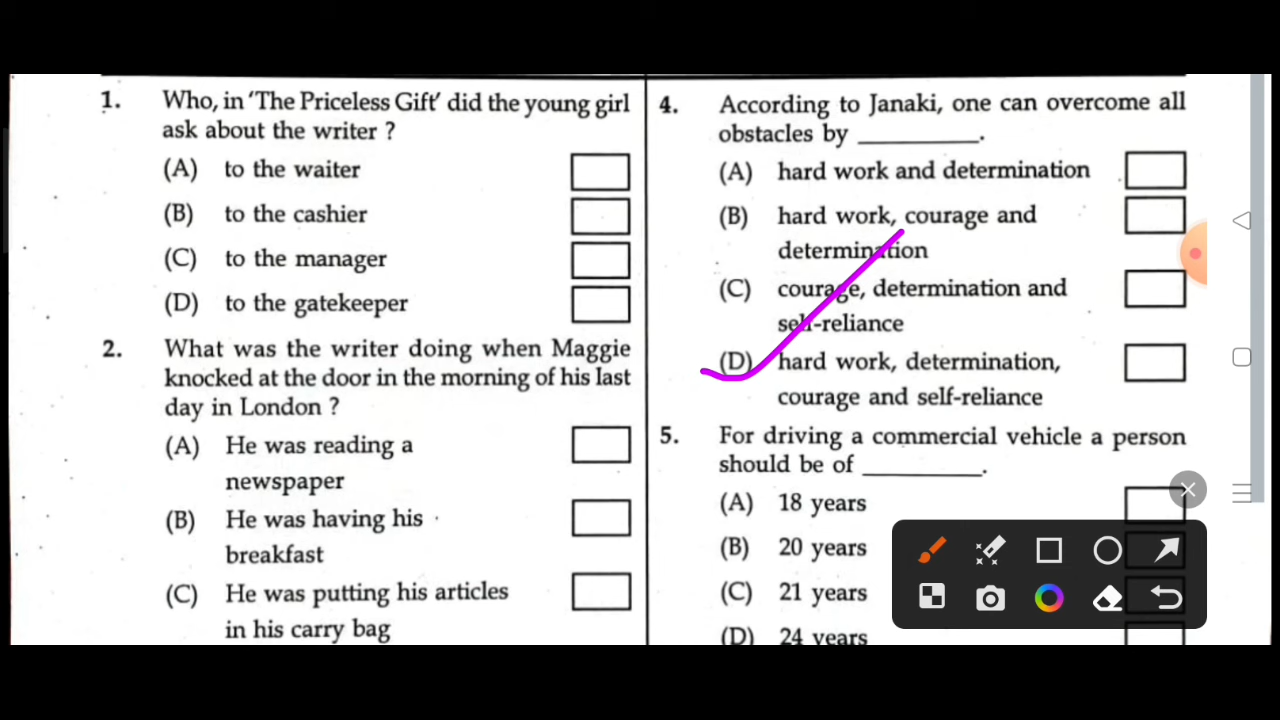 1. Who, in 'The Priceless Gift' did the young girl
ask about the writer ?
(A) to the waiter
(B) to the cashier
(C) to the manager
(D) to the gatekeeper
2. What was the writer doing when Maggie
knocked at the door in the morning of his last
day in London ?
(A) He was reading a
newspaper
(B) He was having his
breakfast
(C) He was putting his articles
in his carry bag
4. According to Janaki, one can overcome all
obstacles by __________.
(A) hard work and determination
(B) hard work, courage and
determination
(C) courage, determination and
self-reliance
(D) hard work, determination,
courage and self-reliance
5. For driving a commercial vehicle a person
should be of __________.
(A) 18 years
(B) 20 years
(C) 21 years
(D) 24 years